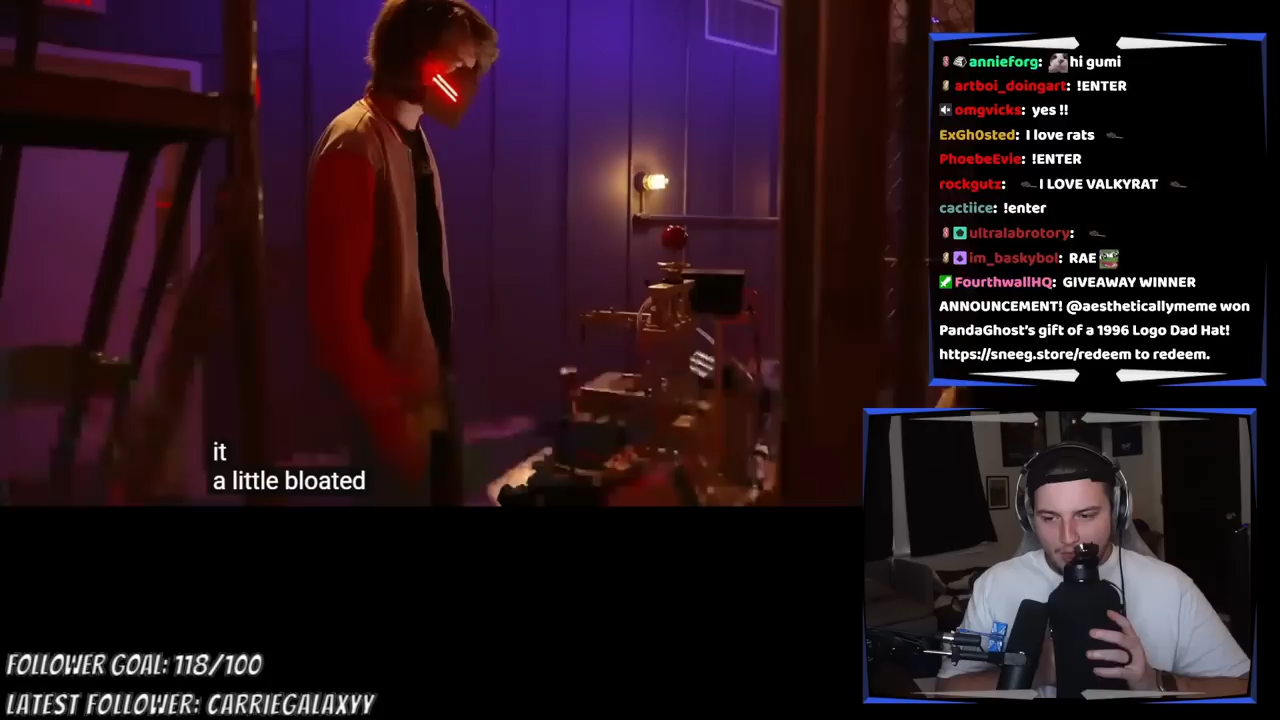 annieforg: hi gumi
artboi_doingart: !ENTER
omgvicks: yes !!
ExGh0sted: I love rats
PhoebeEvie: !ENTER
rockgutz: I LOVE VALKYRAT
cactiice: !enter
ultralabrotory:
im_baskybo!: RAE
FourthwallHQ: GIVEAWAY WINNER
ANNOUNCEMENT! @aestheticallymeme won
PandaGhost's gift of a 1996 Logo Dad Hat!
https://sneeg.store/redeem to redeem.
it
a little bloated
FOLLOWER GOAL: 118/100
LATEST FOLLOWER: CARRIEGALAXYY